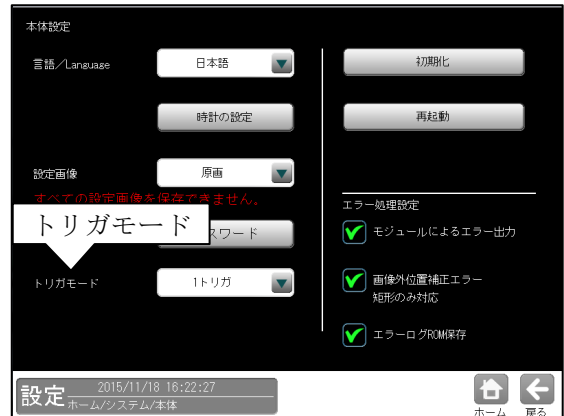 本体設定
言語/Language
日本語
時計の設定
設定画像
原画
すべての設定画像を保存できません。
トリガモード
スワード
トリガモード
1トリガ
初期化
再起動
エラー処理設定
モジュールによるエラー出力
画像外位置補正エラー
矩形のみ対応
エラーログROM保存
設定
2015/11/18 16:22:27
ホーム/システム/本体
ホーム
戻る